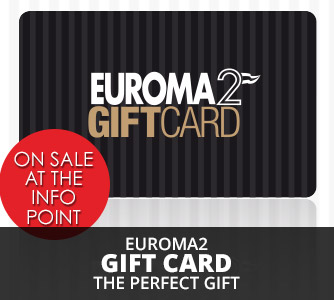 EUROMA2
GIFTCARD
ON SALE
AT THE
INFO
POINT
EUROMA2
GIFT CARD
THE PERFECT GIFT